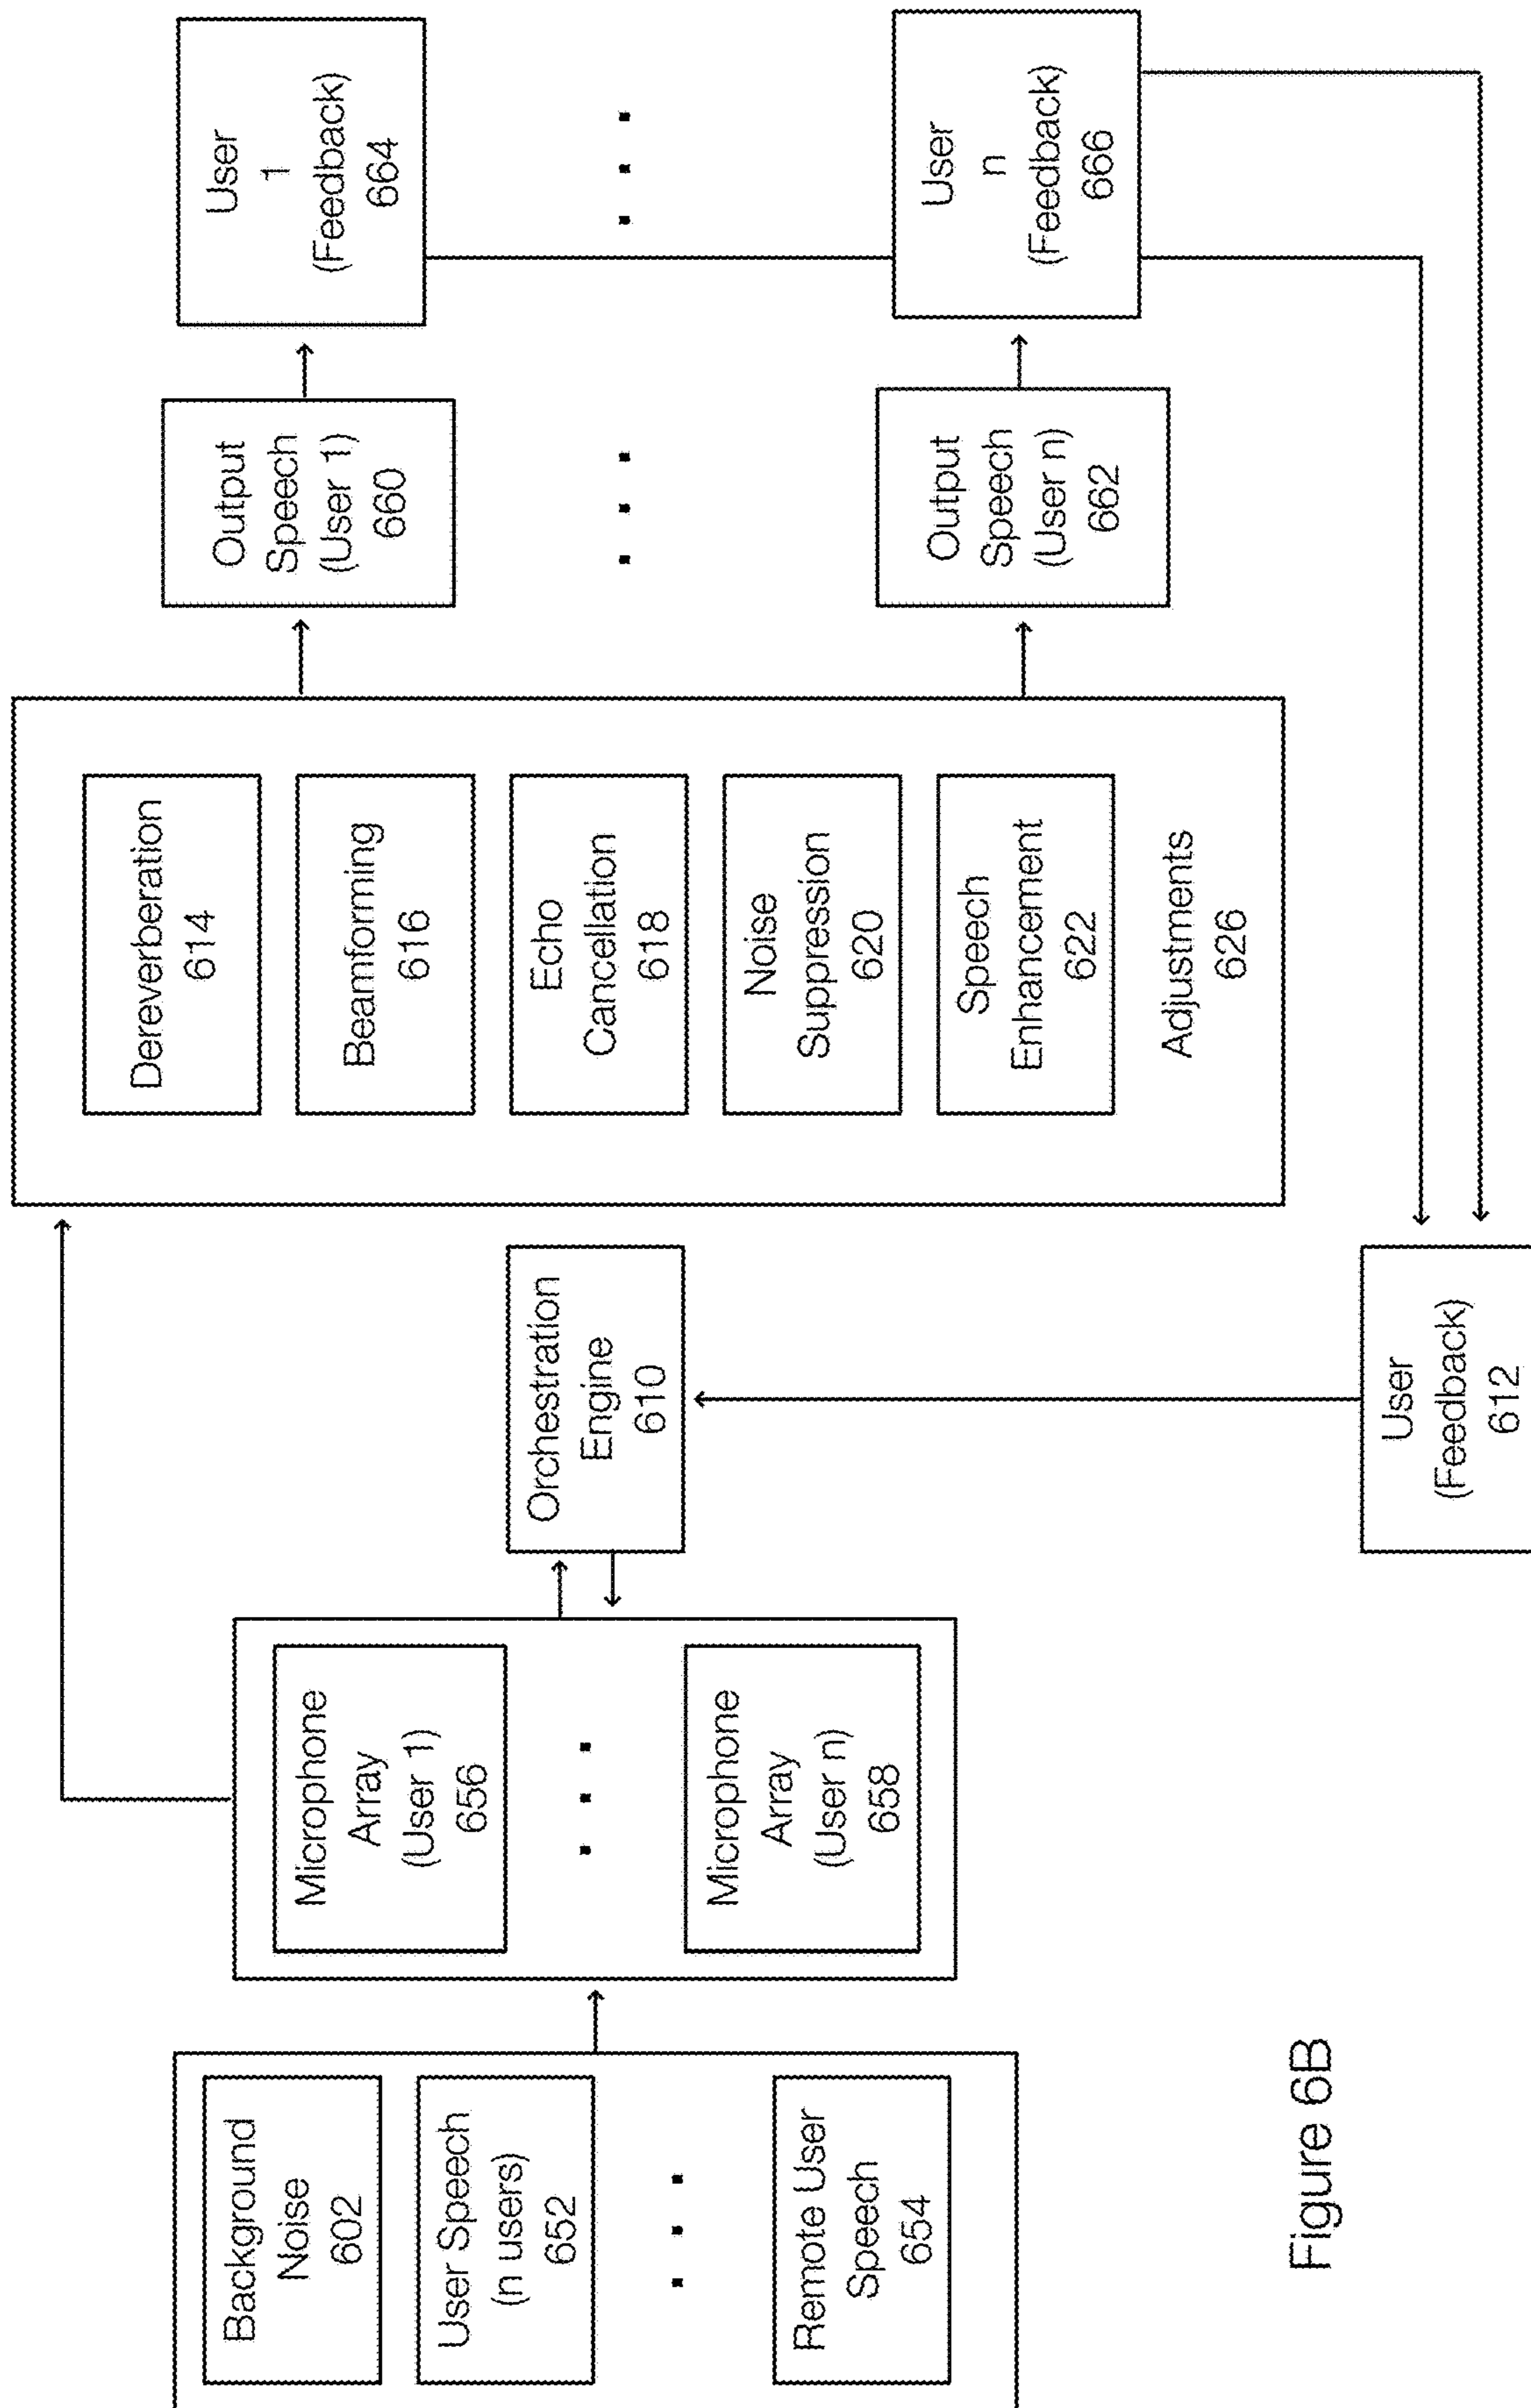 Background
Noise
602
User Speech
(n users)
652
Remote User
Speech
654
Microphone
Array
(User 1)
656
Microphone
Array
(User n)
658
Orchestration
Engine
610
User
(Feedback)
612
Dereverberation
614
Beamforming
616
Echo
Cancellation
618
Noise
Suppression
620
Speech
Enhancement
622
Adjustments
626
Output
Speech
(User 1)
660
Output
Speech
(User n)
662
User
1
(Feedback)
664
User
n
(Feedback)
666
Figure 6B